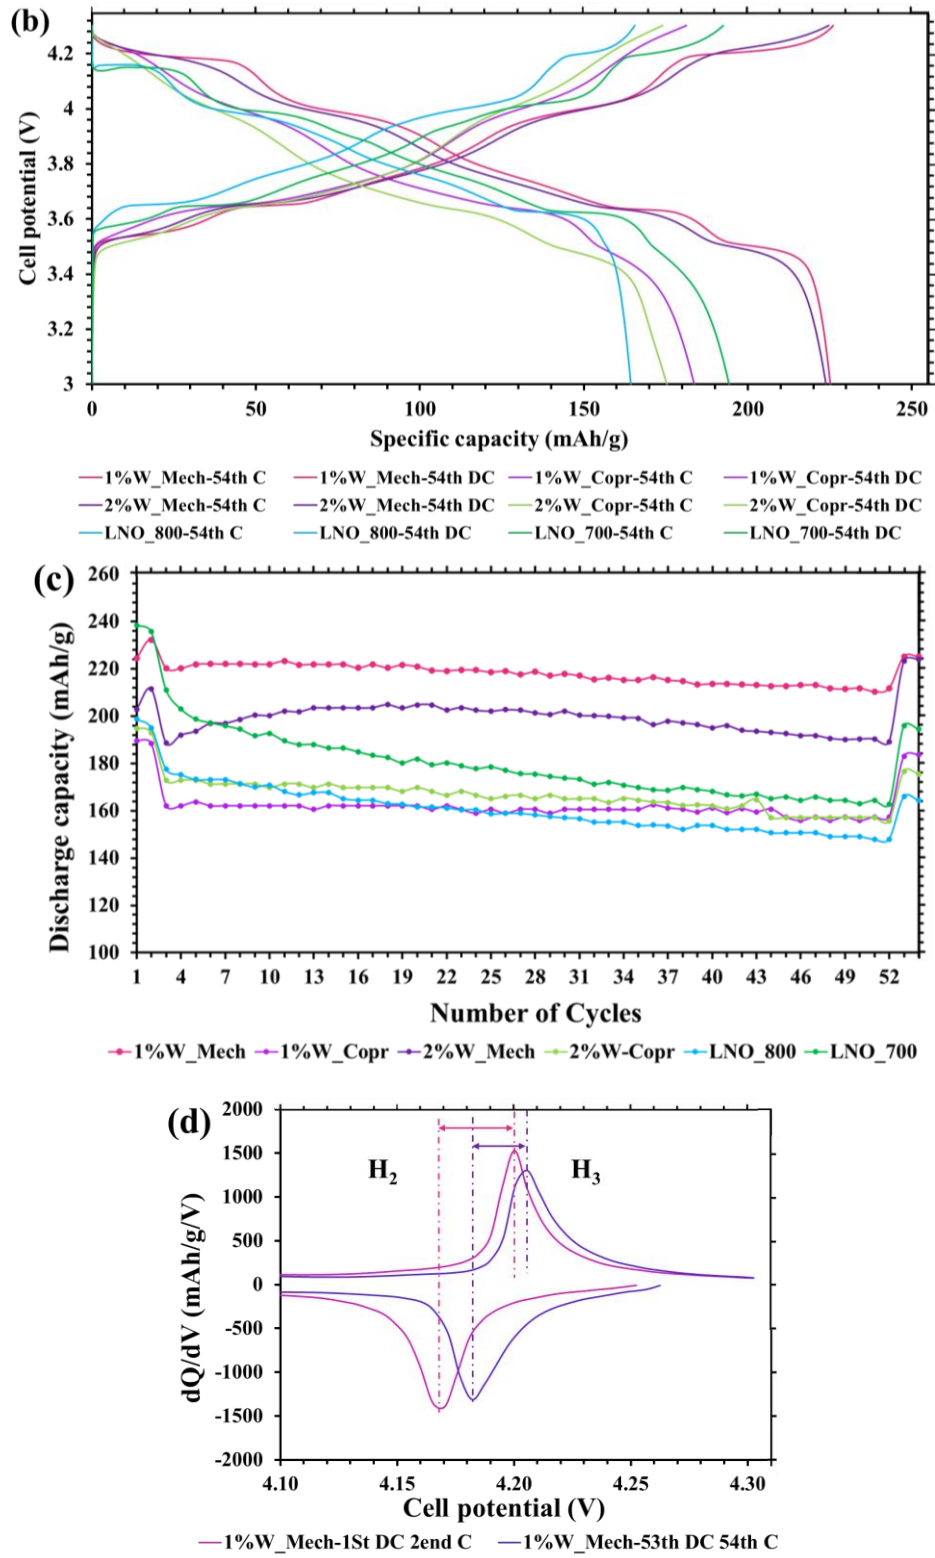 (b)
4.2
4
3.8
3.6
3.4
3.2
3
Cell potential (V)
0 50 100 150 200 250
Specific capacity (mAh/g)
1%W_Mech-54th C 1%W_Mech-54th DC 1%W_Copr-54th C 1%W_Copr-54th DC
2%W_Mech-54th C 2%W_Mech-54th DC 2%W_Copr-54th C 2%W_Copr-54th DC
LNO_800-54th C LNO_800-54th DC LNO_700-54th C LNO_700-54th DC
(c)
260
240
220
200
180
160
140
120
100
Discharge capacity (mAh/g)
1 4 7 10 13 16 19 22 25 28 31 34 37 40 43 46 49 52
Number of Cycles
1%W_Mech 1%W_Copr 2%W_Mech 2%W-Copr LNO_800 LNO_700
(d)
2000
1500
1000
500
0
-500
-1000
-1500
-2000
dQ/dV (mAh/g/V)
H2 H3
4.10 4.15 4.20 4.25 4.30
Cell potential (V)
1%W_Mech-1St DC 2end C 1%W_Mech-53th DC 54th C